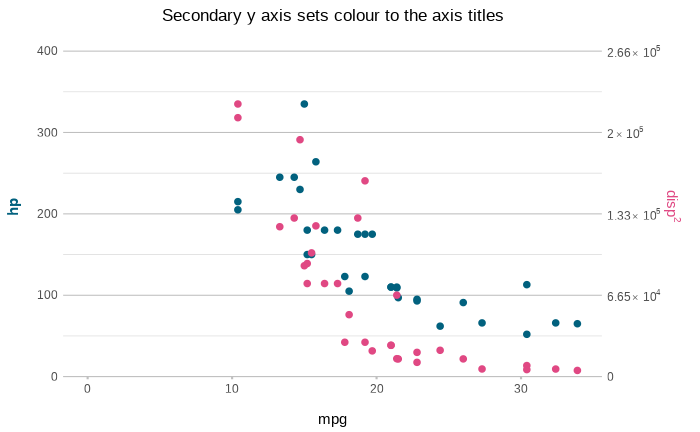 Secondary y axis sets colour to the axis titles
400
300
200
100
0
hp
2.66× 10⁵
2 × 10⁵
1.33× 10⁵
6.65× 10⁴
0
disp²
0
10
20
30
mpg